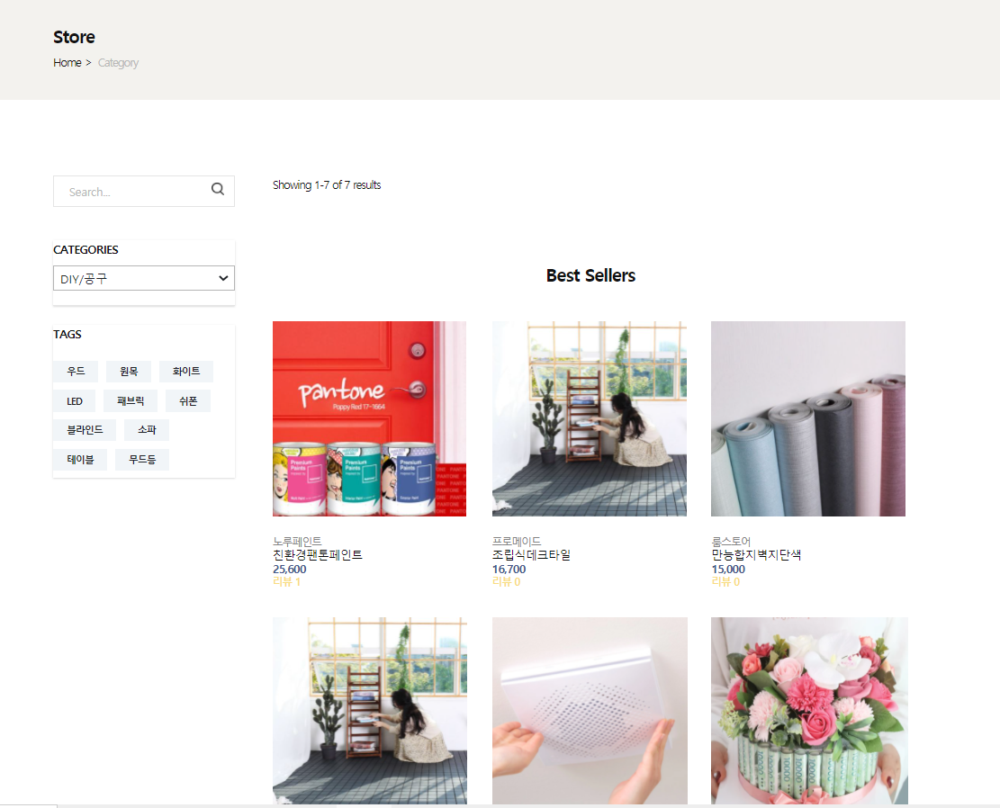 Store
Home > Category
Search...
Showing 1-7 of 7 results
CATEGORIES
DIY/공구
TAGS
우드 원목 화이트
LED 패브릭 쉬폰
블라인드 소파
테이블 무드등
Best Sellers
pantone
Poppy Red 17-1664
Premium Paints
Premium Paints
Premium Paints
노루페인트
친환경팬톤페인트
25,600
리뷰 1
프로메이드
조립식데크타일
16,700
리뷰 0
룸스토어
만능합지벽지단색
15,000
리뷰 0